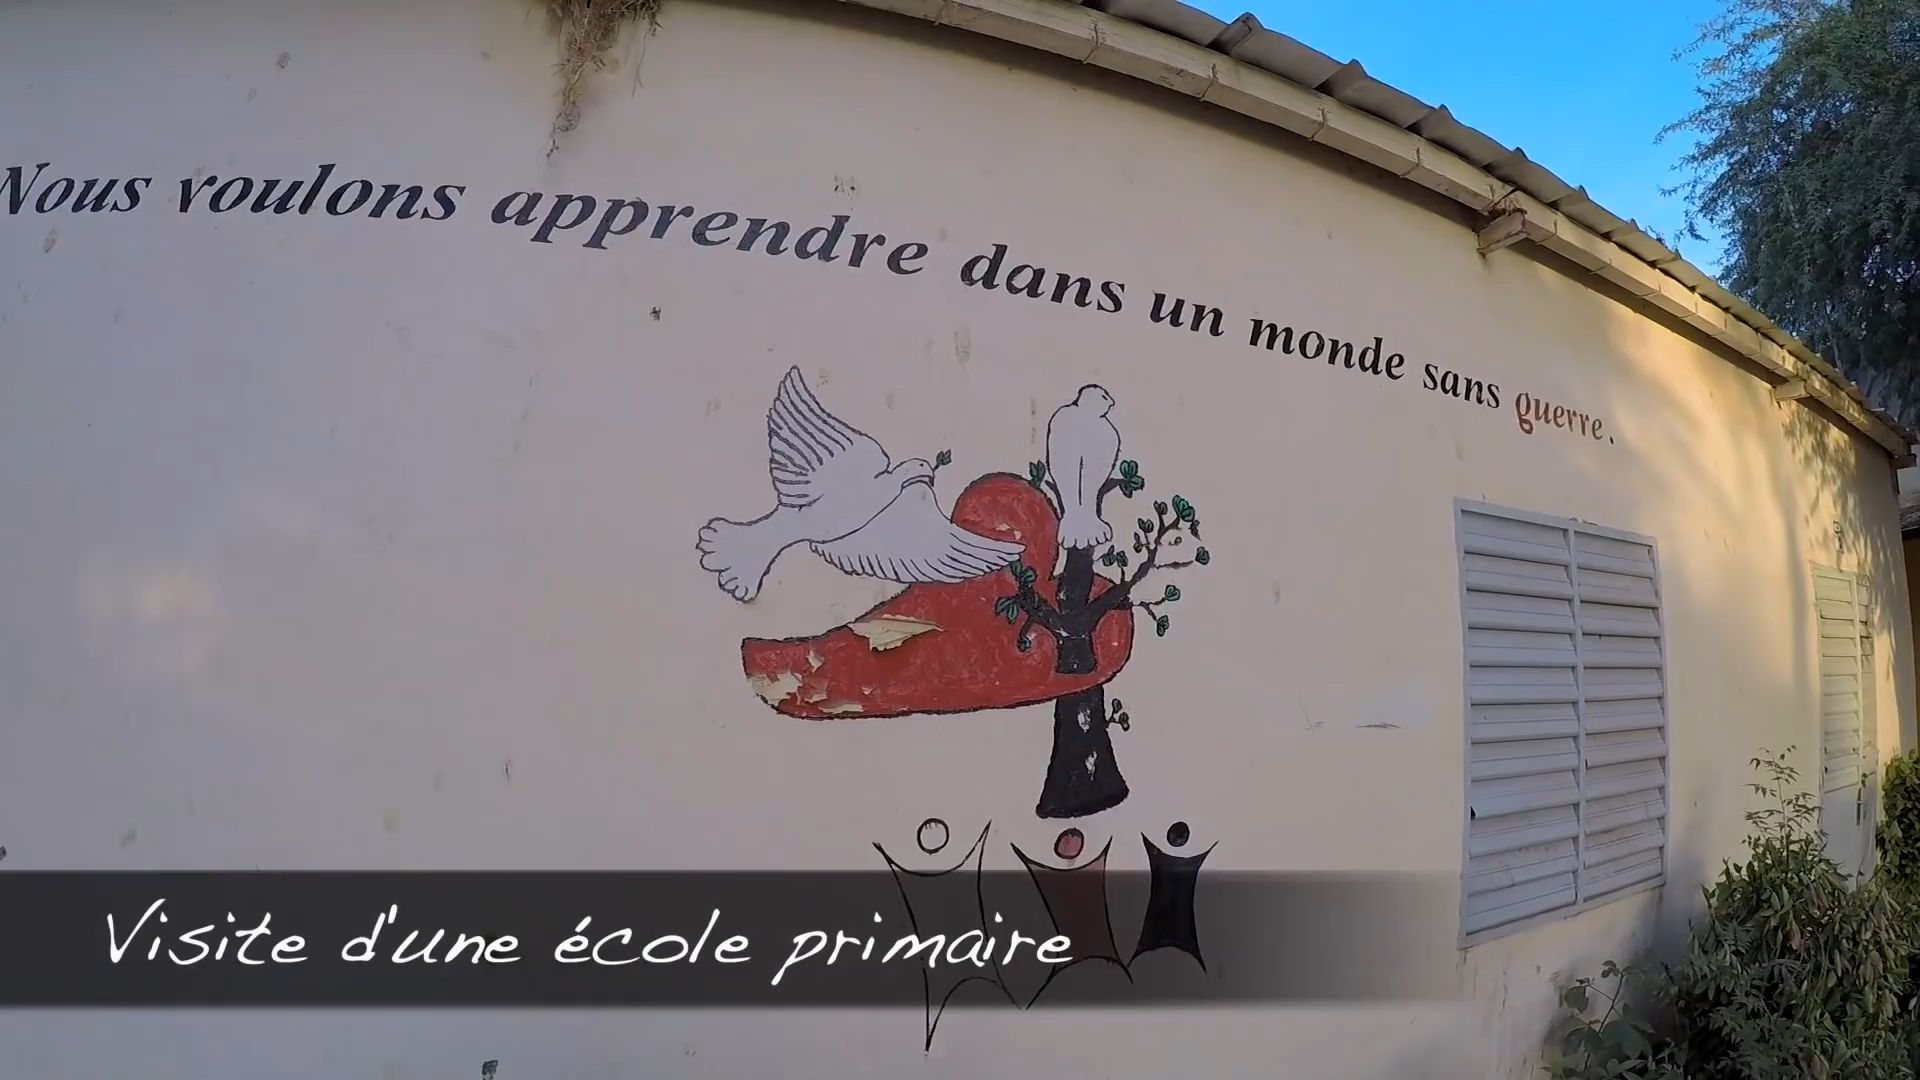 Nous voulons apprendre dans un monde sans guerre.
Visite d'une école primaire